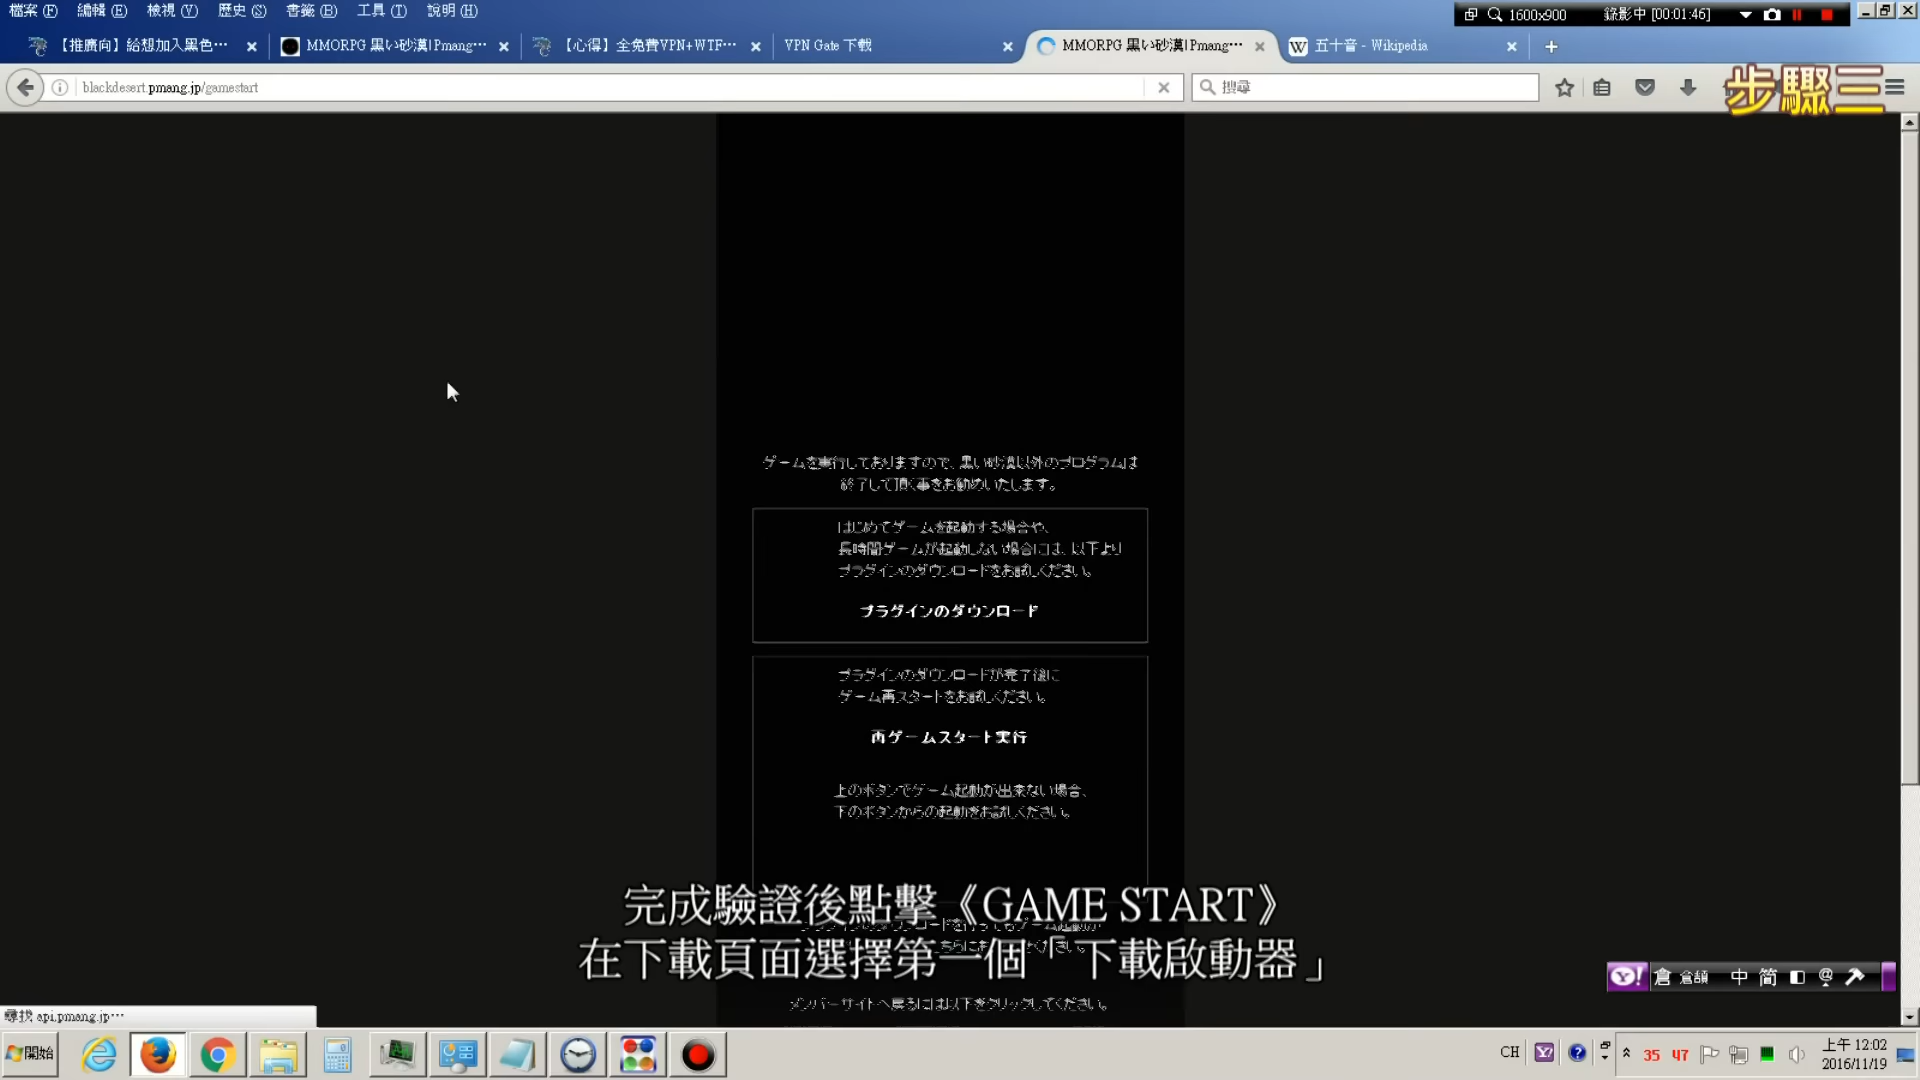 檔案 (F) 編輯 (E) 檢視 (V) 歷史 (S) 書籤 (B) 工具 (T) 說明 (H)
1600x900 錄影中 [00:01:46]
【推廣向】給想加入黑色… MMORPG 黒い砂漠| Pmang… 【心得】全免費VPN+WTF… VPN Gate 下載 MMORPG 黒い砂漠| Pmang… 五十音 - Wikipedia
blackdesert.pmang.jp/gamestart
搜尋
步驟三
ゲームを実行しておりますので、黒い砂漠以外のプログラムは
終了して頂く事をお勧めいたします。
はじめてゲームを起動する場合や、
長時間ゲームが起動しない場合には、以下より
プラグインのダウンロードをお試しください。
プラグインのダウンロード
プラグインのダウンロードが完了後に
ゲーム再スタートをお試しください。
再ゲームスタート実行
上のボタンでゲーム起動が出来ない場合、
下のボタンからの起動をお試しください。
完成驗證後點擊《GAME START》
在下載頁面選擇第一個「下載啟動器」
メンバーサイトへ戻るには以下をクリックしてください。
Y! 倉 倉頡 中 简
尋找 api.pmang.jp…
開始
CH
35 47
上午 12:02
2016/11/19